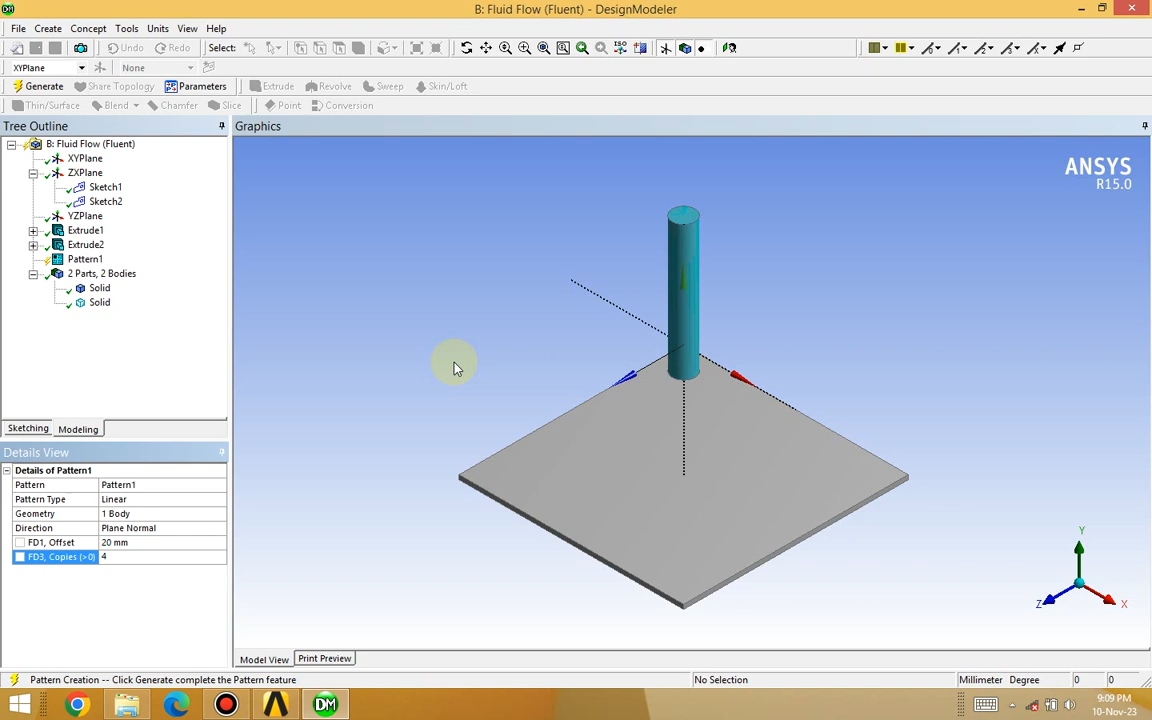 B: Fluid Flow (Fluent) - DesignModeler
File Create Concept Tools Units View Help
Undo Redo Select:
XYPlane None
Generate Share Topology Parameters Extrude Revolve Sweep Skin/Loft
Thin/Surface Blend Chamfer Slice Point Conversion
Tree Outline
B: Fluid Flow (Fluent)
XYPlane
ZXPlane
Sketch1
Sketch2
YZPlane
Extrude1
Extrude2
Pattern1
2 Parts, 2 Bodies
Solid
Solid
Sketching Modeling
Details View
Details of Pattern1
Pattern Pattern1
Pattern Type Linear
Geometry 1 Body
Direction Plane Normal
FD1, Offset 20 mm
FD3, Copies (>0) 4
Graphics
ANSYS
R15.0
Y
Z
X
Model View Print Preview
Pattern Creation -- Click Generate complete the Pattern feature No Selection Millimeter Degree 0 0
DM
9:09 PM
10-Nov-23